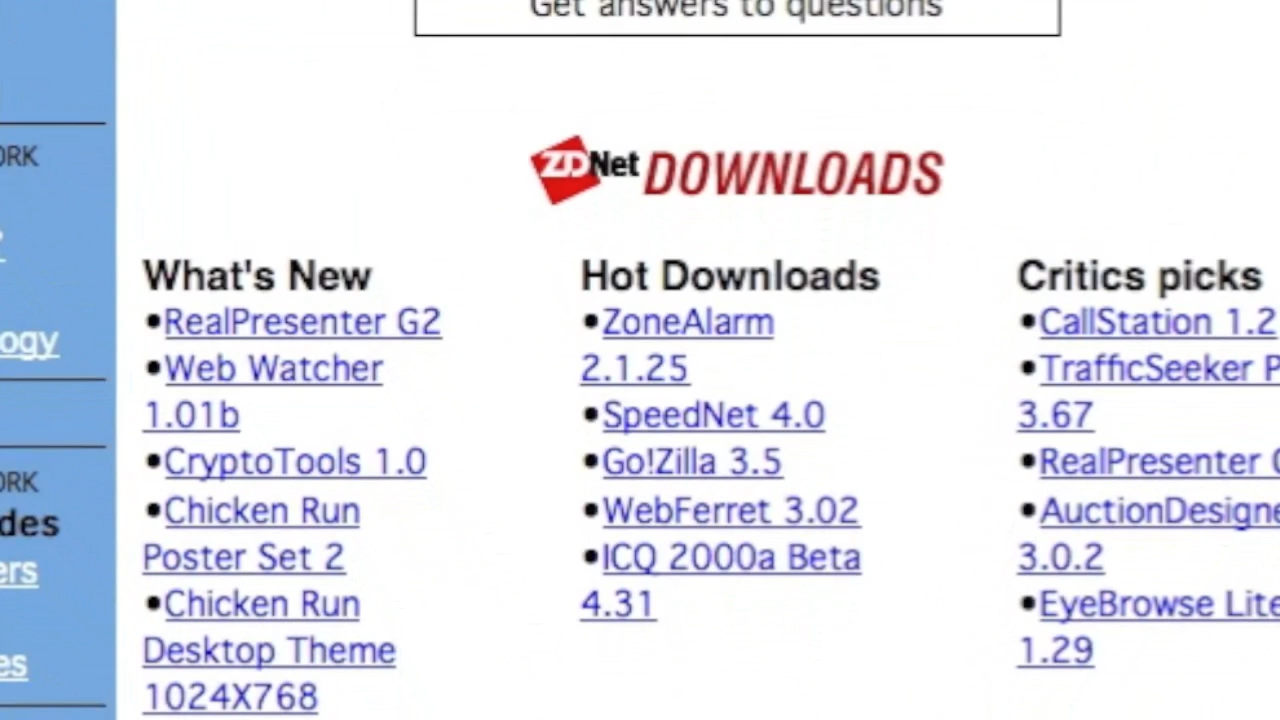 Get answers to questions
ORK
ogy
ORK
des
ers
es
ZDNet DOWNLOADS
What's New
•RealPresenter G2
•Web Watcher
1.01b
•CryptoTools 1.0
•Chicken Run
Poster Set 2
•Chicken Run
Desktop Theme
1024X768
Hot Downloads
•ZoneAlarm
2.1.25
•SpeedNet 4.0
•Go!Zilla 3.5
•WebFerret 3.02
•ICQ 2000a Beta
4.31
Critics picks
•CallStation 1.2
•TrafficSeeker P
3.67
•RealPresenter
•AuctionDesigne
3.0.2
•EyeBrowse Lite
1.29